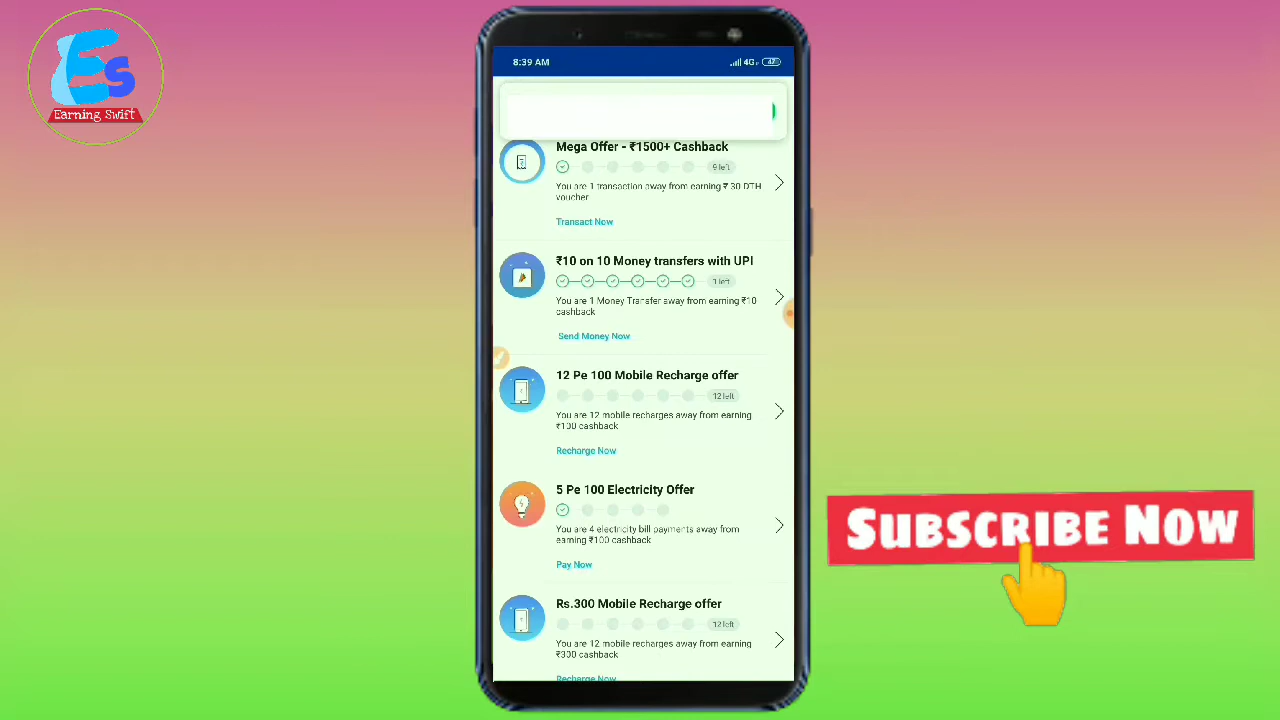 Es
Earning Swift
8:39 AM
4G
47
Mega Offer - ₹1500+ Cashback
9 left
You are 1 transaction away from earning ₹ 30 DTH
voucher
Transact Now
₹10 on 10 Money transfers with UPI
1 left
You are 1 Money Transfer away from earning ₹10
cashback
Send Money Now
12 Pe 100 Mobile Recharge offer
12 left
You are 12 mobile recharges away from earning
₹100 cashback
Recharge Now
5 Pe 100 Electricity Offer
You are 4 electricity bill payments away from
earning ₹100 cashback
Pay Now
Rs.300 Mobile Recharge offer
12 left
You are 12 mobile recharges away from earning
₹300 cashback
Recharge Now
SUBSCRIBE NOW